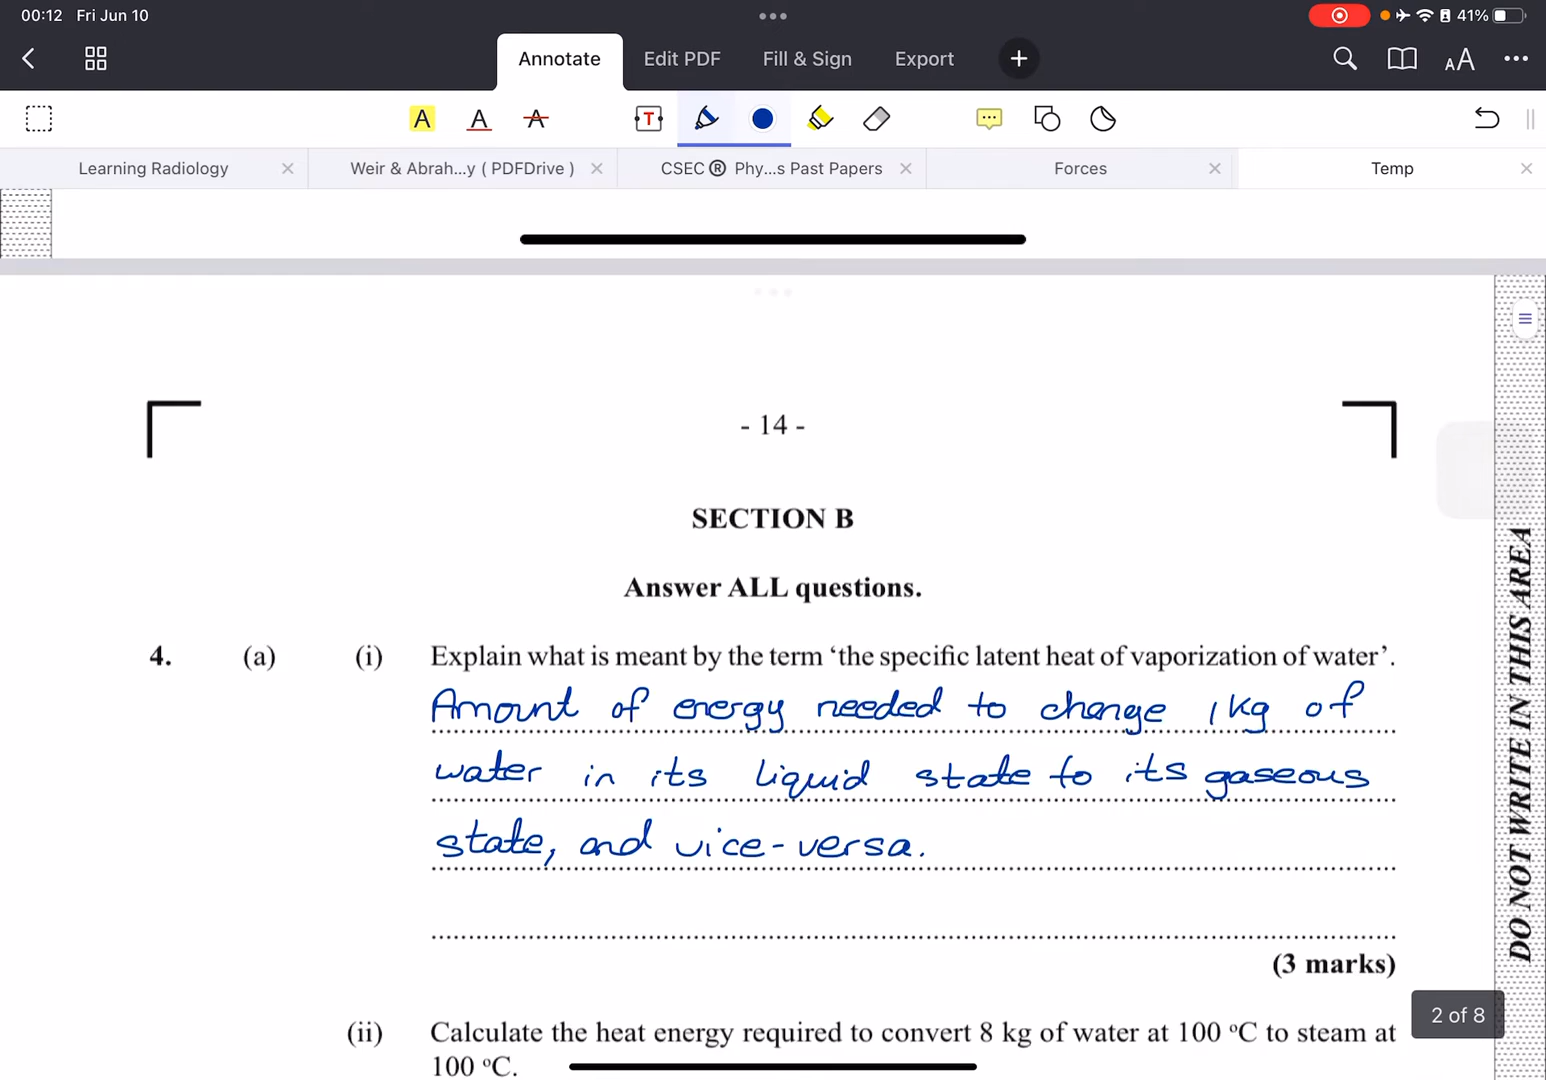 00:12 Fri Jun 10
41%
Annotate Edit PDF Fill & Sign Export +
AA
A A A T
Learning Radiology × Weir & Abrah...y ( PDFDrive ) × CSEC ® Phy...s Past Papers × Forces × Temp ×
- 14 -
SECTION B
Answer ALL questions.
4. (a) (i) Explain what is meant by the term ‘the specific latent heat of vaporization of water’.
Amount of energy needed to change 1 kg of
water in its liquid state to its gaseous
state, and vice-versa.
(3 marks)
(ii) Calculate the heat energy required to convert 8 kg of water at 100 °C to steam at
100 °C.
2 of 8
DO NOT WRITE IN THIS AREA